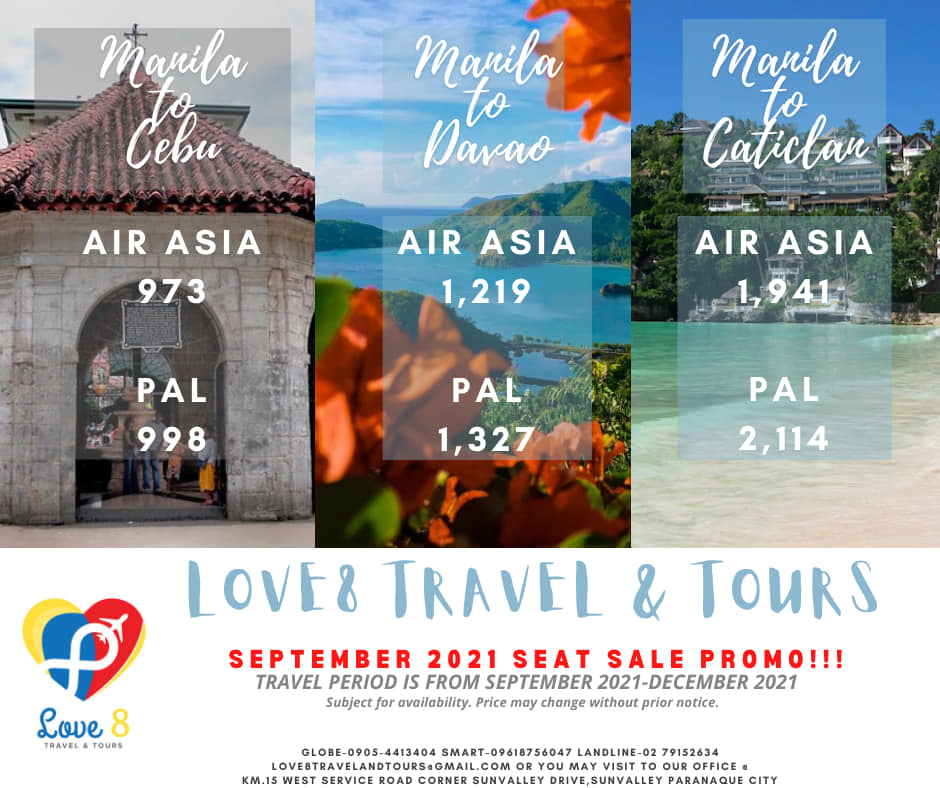 Manila
to
Cebu
AIR ASIA
973
PAL
998
Manila
to
Davao
AIR ASIA
1,219
PAL
1,327
Manila
to
Caticlan
AIR ASIA
1,941
PAL
2,114
LOVE8 TRAVEL & TOURS
SEPTEMBER 2021 SEAT SALE PROMO!!!
TRAVEL PERIOD IS FROM SEPTEMBER 2021-DECEMBER 2021
Subject for availability. Price may change without prior notice.
Love 8
TRAVEL & TOURS
GLOBE-0905-4413404 SMART-09618756047 LANDLINE-02 79152634
LOVE8TRAVELANDTOURS@GMAIL.COM OR YOU MAY VISIT TO OUR OFFICE @
KM.15 WEST SERVICE ROAD CORNER SUNVALLEY DRIVE,SUNVALLEY PARANAQUE CITY